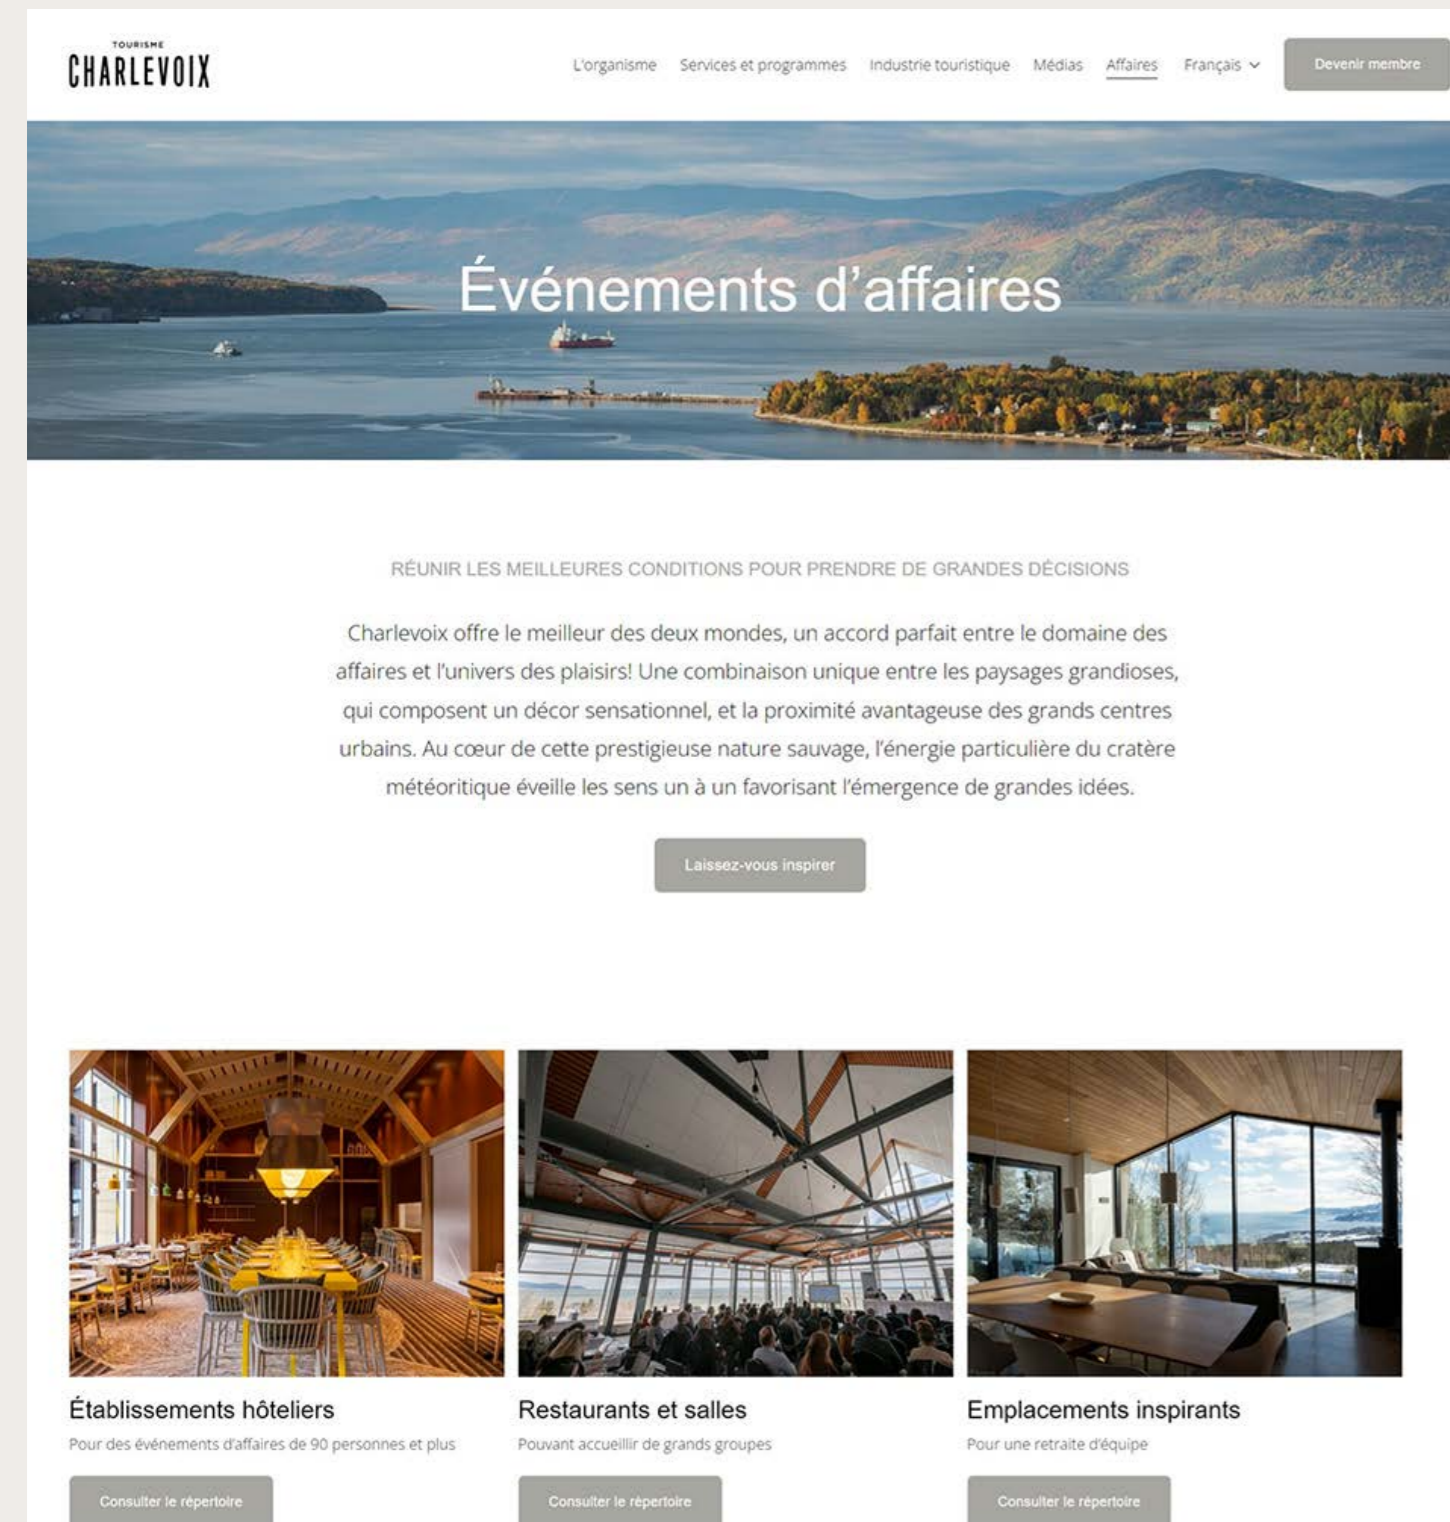 TOURISME
CHARLEVOIX
L'organisme Services et programmes Industrie touristique Médias Affaires Français Devenir membre
Événements d'affaires
RÉUNIR LES MEILLEURES CONDITIONS POUR PRENDRE DE GRANDES DÉCISIONS
Charlevoix offre le meilleur des deux mondes, un accord parfait entre le domaine des
affaires et l'univers des plaisirs! Une combinaison unique entre les paysages grandioses,
qui composent un décor sensationnel, et la proximité avantageuse des grands centres
urbains. Au cœur de cette prestigieuse nature sauvage, l'énergie particulière du cratère
météoritique éveille les sens un à un favorisant l'émergence de grandes idées.
Laissez-vous inspirer
Établissements hôteliers
Pour des événements d'affaires de 90 personnes et plus
Consulter le répertoire
Restaurants et salles
Pouvant accueillir de grands groupes
Consulter le répertoire
Emplacements inspirants
Pour une retraite d'équipe
Consulter le répertoire